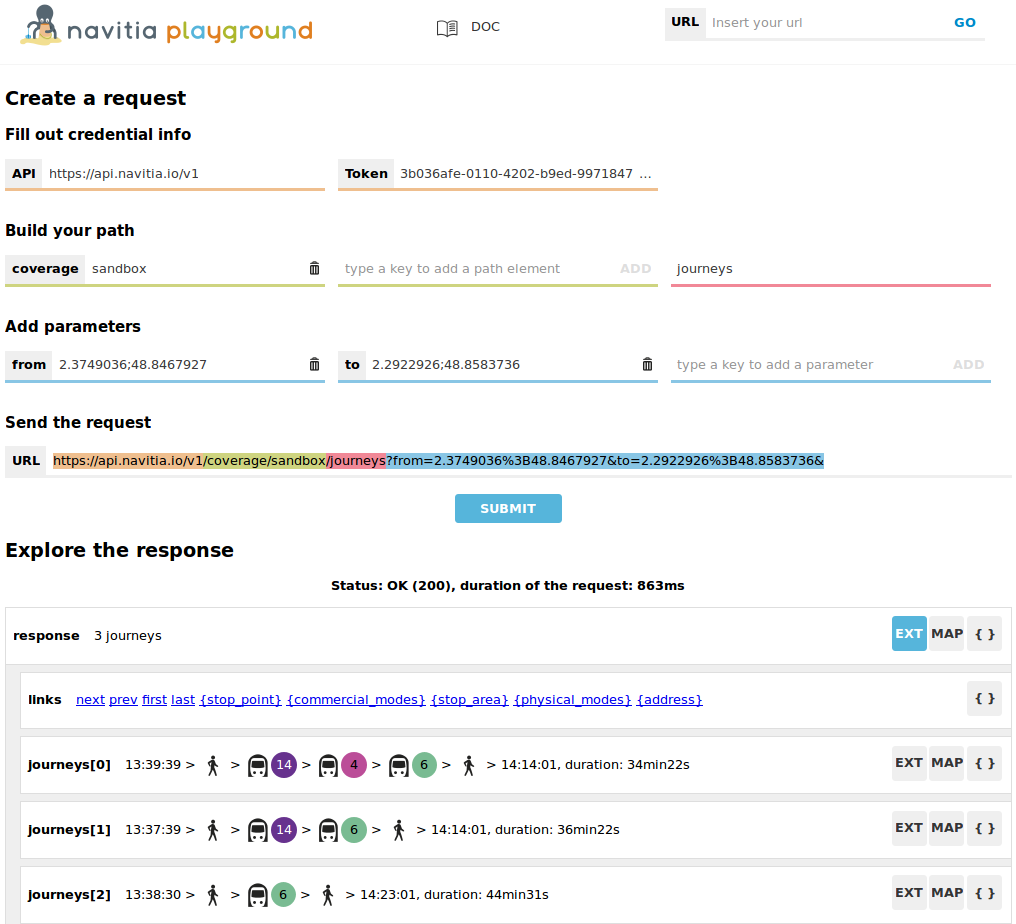 navitia playground DOC URL Insert your url GO
Create a request
Fill out credential info
API https://api.navitia.io/v1 Token 3b036afe-0110-4202-b9ed-9971847 ...
Build your path
coverage sandbox type a key to add a path element ADD journeys
Add parameters
from 2.3749036;48.8467927 to 2.2922926;48.8583736 type a key to add a parameter ADD
Send the request
URL https://api.navitia.io/v1/coverage/sandbox/journeys?from=2.3749036%3B48.8467927&to=2.2922926%3B48.8583736&
SUBMIT
Explore the response
Status: OK (200), duration of the request: 863ms
response 3 journeys EXT MAP { }
links next prev first last {stop_point} {commercial_modes} {stop_area} {physical_modes} {address} { }
journeys[0] 13:39:39 > > 14 > 4 > 6 > > 14:14:01, duration: 34min22s EXT MAP { }
journeys[1] 13:37:39 > > 14 > 6 > > 14:14:01, duration: 36min22s EXT MAP { }
journeys[2] 13:38:30 > > 6 > > 14:23:01, duration: 44min31s EXT MAP { }